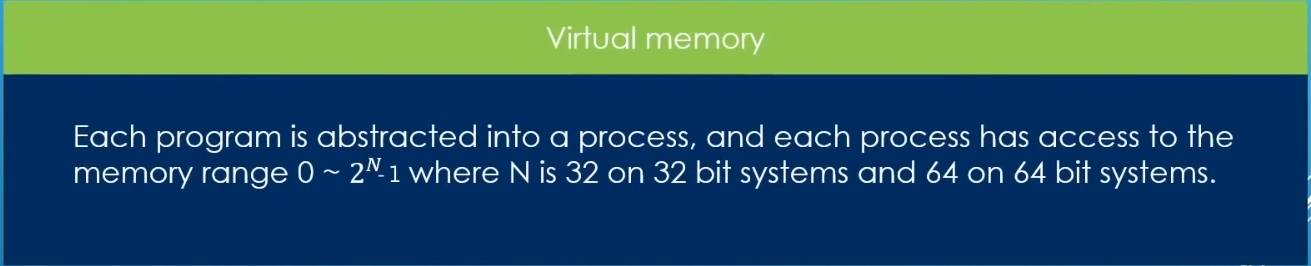 Virtual memory
Each program is abstracted into a process, and each process has access to the
memory range 0 ~ 2^N-1 where N is 32 on 32 bit systems and 64 on 64 bit systems.